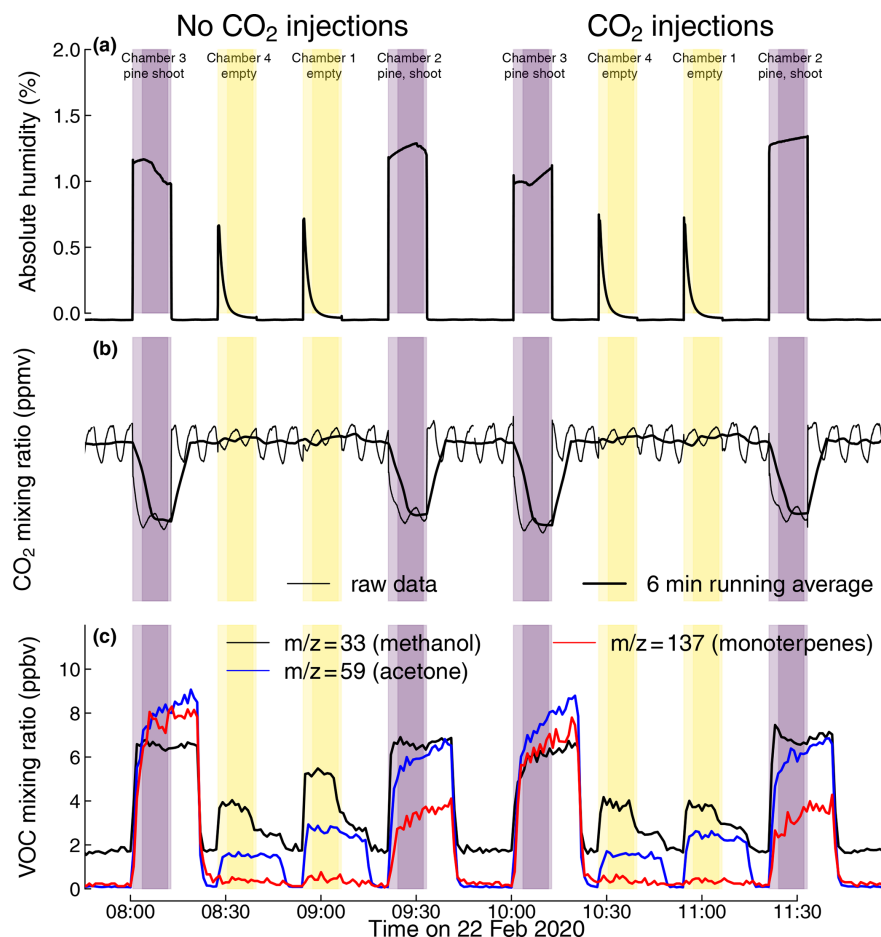 No CO₂ injections
CO₂ injections
(a)
Absolute humidity (%)
2.0
1.5
1.0
0.5
0.0
Chamber 3
pine shoot
Chamber 4
empty
Chamber 1
empty
Chamber 2
pine, shoot
Chamber 3
pine shoot
Chamber 4
empty
Chamber 1
empty
Chamber 2
pine, shoot
(b)
CO₂ mixing ratio (ppmv)
raw data
6 min running average
(c)
VOC mixing ratio (ppbv)
m/z=33 (methanol)
m/z=59 (acetone)
m/z=137 (monoterpenes)
10
8
6
4
2
0
08:00 08:30 09:00 09:30 10:00 10:30 11:00 11:30
Time on 22 Feb 2020